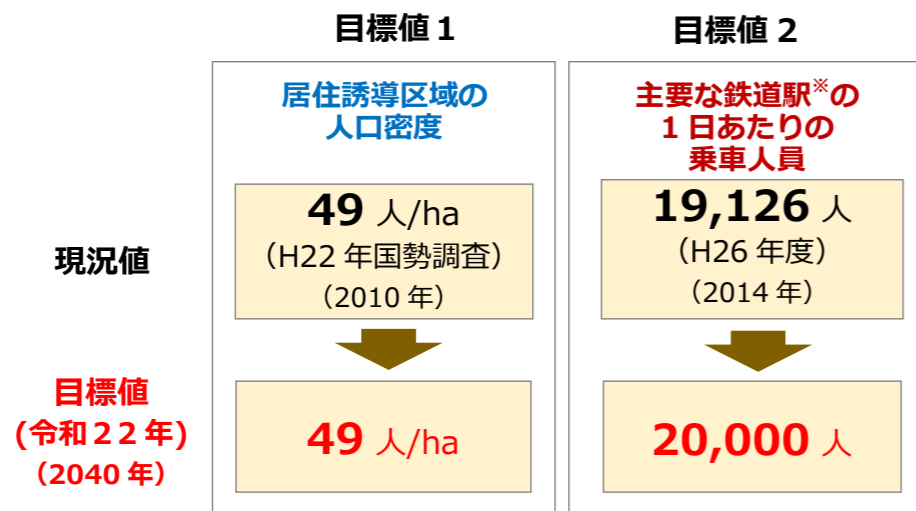 目標値1
目標値2
居住誘導区域の
人口密度
主要な鉄道駅※の
1日あたりの
乗車人員
現況値
49 人/ha
（H22 年国勢調査）
（2010 年）
19,126 人
（H26 年度）
（2014 年）
目標値
(令和２２年)
（2040 年）
49 人/ha
20,000 人